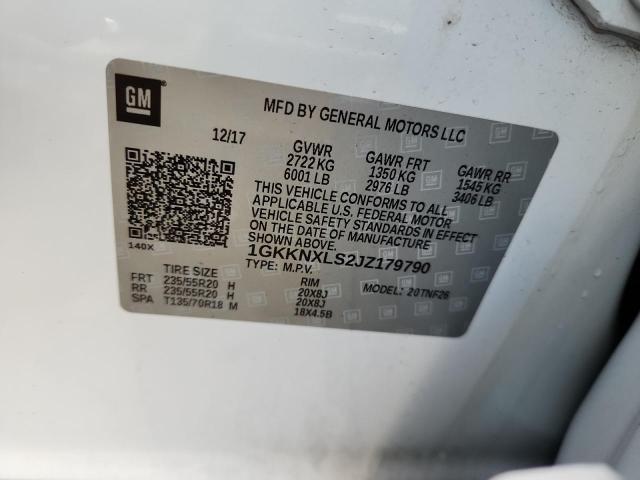 GM
MFD BY GENERAL MOTORS LLC
12/17
GVWR GAWR FRT GAWR RR
2722 KG 1350 KG 1545 KG
6001 LB 2976 LB 3406 LB
THIS VEHICLE CONFORMS TO ALL
APPLICABLE U.S. FEDERAL MOTOR
VEHICLE SAFETY STANDARDS IN EFFECT
ON THE DATE OF MANUFACTURE
SHOWN ABOVE.
140X
1GKKNXLS2JZ179790
TYPE: M.P.V.
MODEL: 20TNF26
TIRE SIZE RIM
FRT 235/55R20 H 20X8J
RR 235/55R20 H 20X8J
SPA T135/70R18 M 18X4.5B